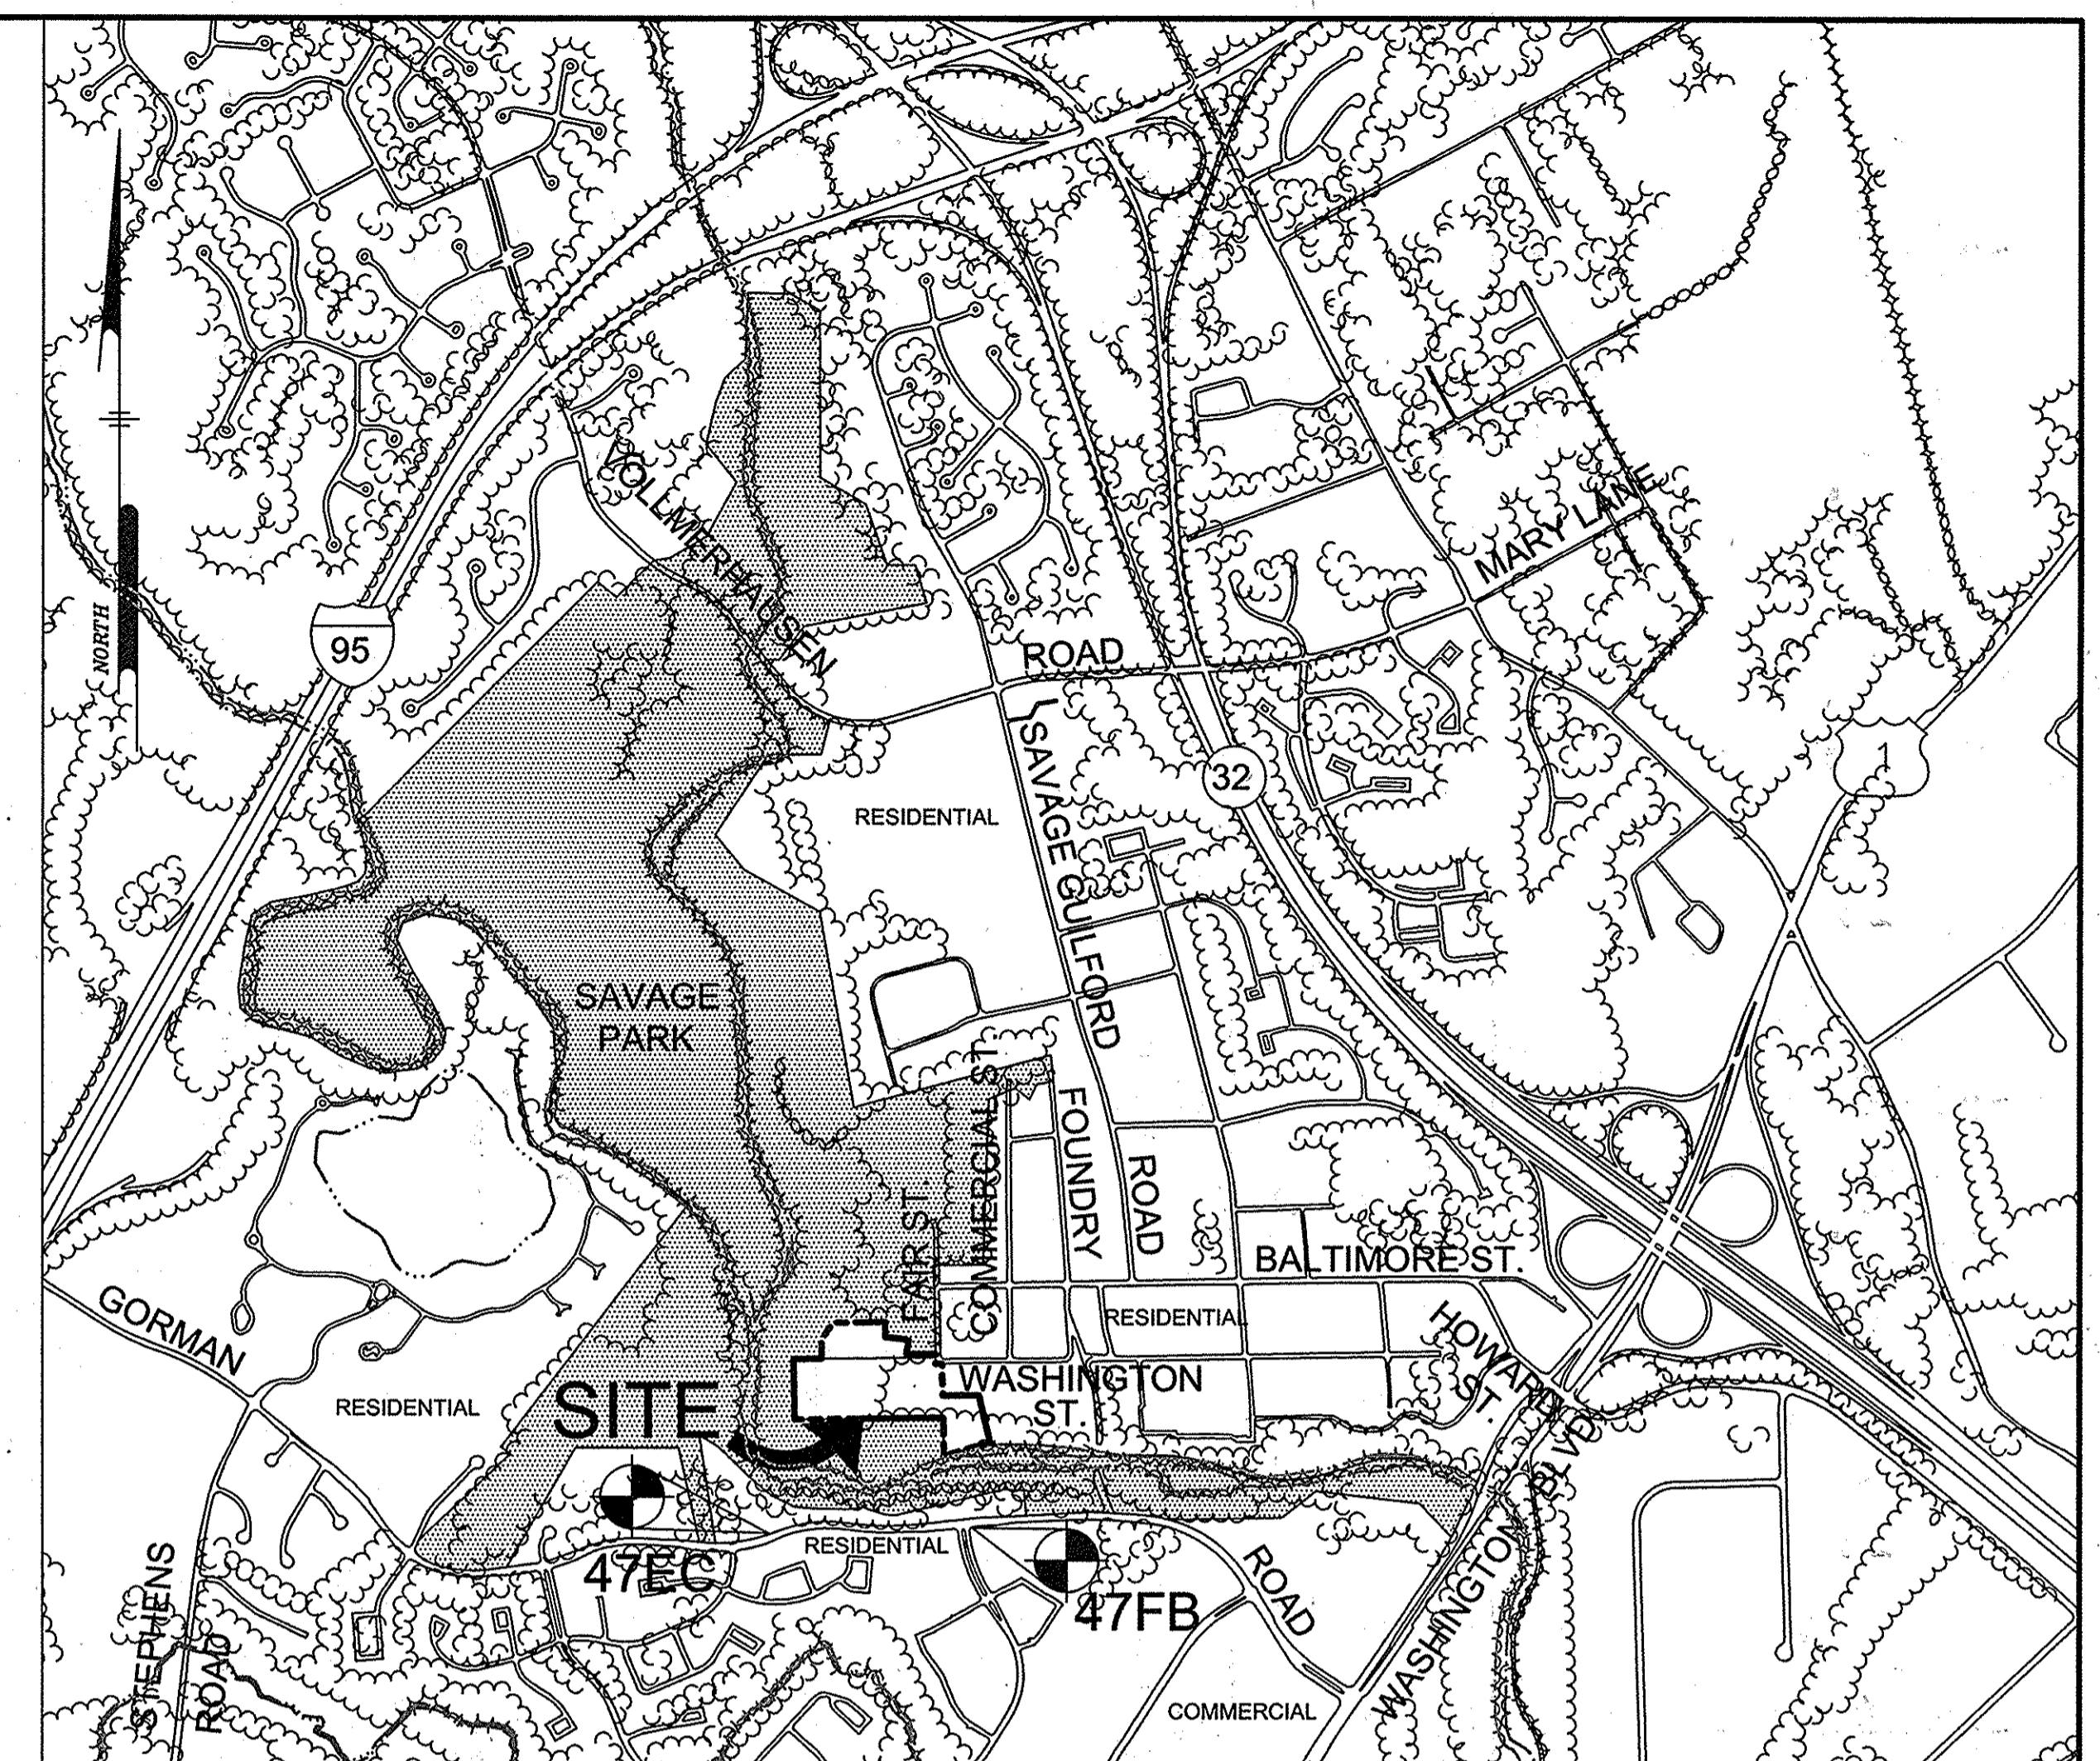 VOLLMERHAUSEN
MARY LANE
NORTH
95
ROAD
SAVAGE GUILFORD
32
1
RESIDENTIAL
SAVAGE
PARK
COMMERCIAL ST.
FOUNDRY
ROAD
FAIR ST.
BALTIMORE ST.
GORMAN
RESIDENTIAL
HOWARD
ST.
SITE
WASHINGTON
ST.
RESIDENTIAL
BLVD
RESIDENTIAL
47EC
47FB
ROAD
WASHINGTON
STEPHENS
ROAD
COMMERCIAL